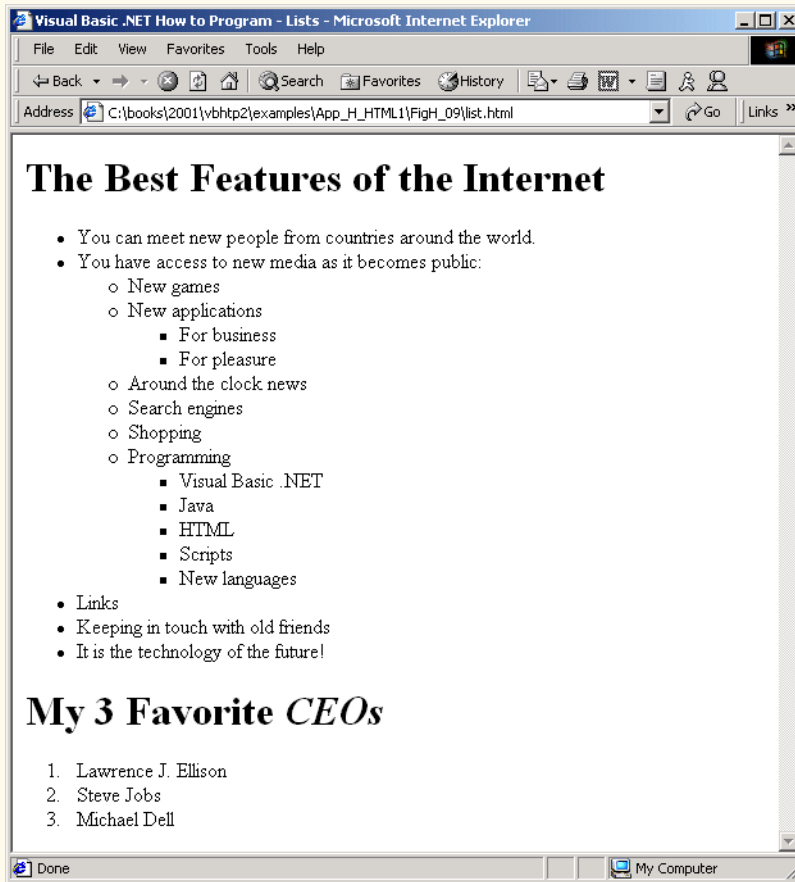 Visual Basic .NET How to Program - Lists - Microsoft Internet Explorer
File Edit View Favorites Tools Help
Back Search Favorites History
Address C:\books\2001\vbhtp2\examples\App_H_HTML1\FigH_09\list.html Go Links »
The Best Features of the Internet
• You can meet new people from countries around the world.
• You have access to new media as it becomes public:
o New games
o New applications
▪ For business
▪ For pleasure
o Around the clock news
o Search engines
o Shopping
o Programming
▪ Visual Basic .NET
▪ Java
▪ HTML
▪ Scripts
▪ New languages
• Links
• Keeping in touch with old friends
• It is the technology of the future!
My 3 Favorite CEOs
1. Lawrence J. Ellison
2. Steve Jobs
3. Michael Dell
Done My Computer